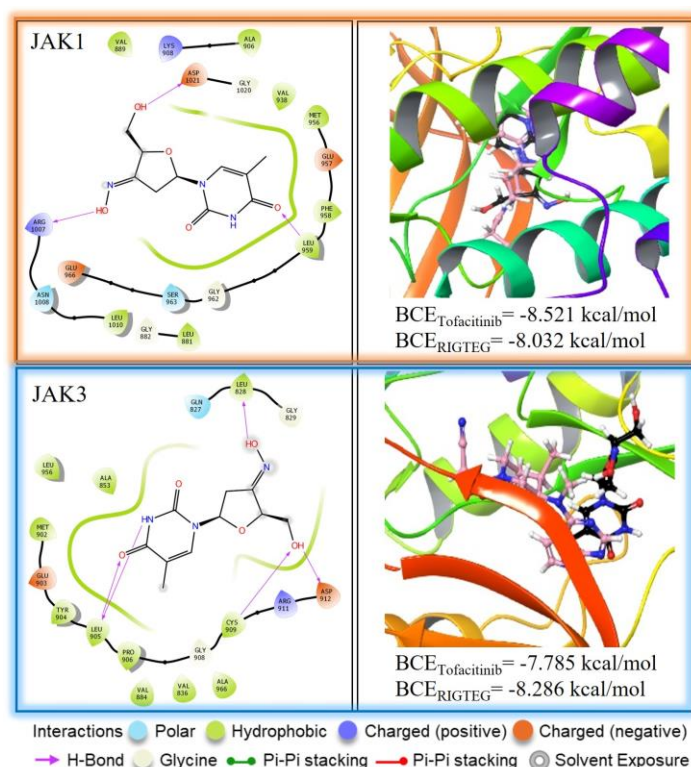 JAK1
VAL
889
LYS
908
ALA
906
ASP
1021
GLY
1020
VAL
938
MET
956
GLU
957
PHE
958
OH
O
N
N
O
HO
O
NH
ARG
1007
LEU
959
GLU
966
ASN
1008
SER
963
GLY
962
LEU
1010
GLY
882
LEU
881
BCETofacitinib= -8.521 kcal/mol
BCERIGTEG= -8.032 kcal/mol
JAK3
GLN
827
LEU
828
GLY
829
HO
N
LEU
956
ALA
853
O
NH
N
O
O
OH
MET
902
GLU
903
TYR
904
LEU
905
PRO
906
GLY
908
CYS
909
ARG
911
ASP
912
VAL
884
VAL
836
ALA
966
BCETofacitinib= -7.785 kcal/mol
BCERIGTEG= -8.286 kcal/mol
Interactions Polar Hydrophobic Charged (positive) Charged (negative)
H-Bond Glycine Pi-Pi stacking Pi-Pi stacking Solvent Exposure